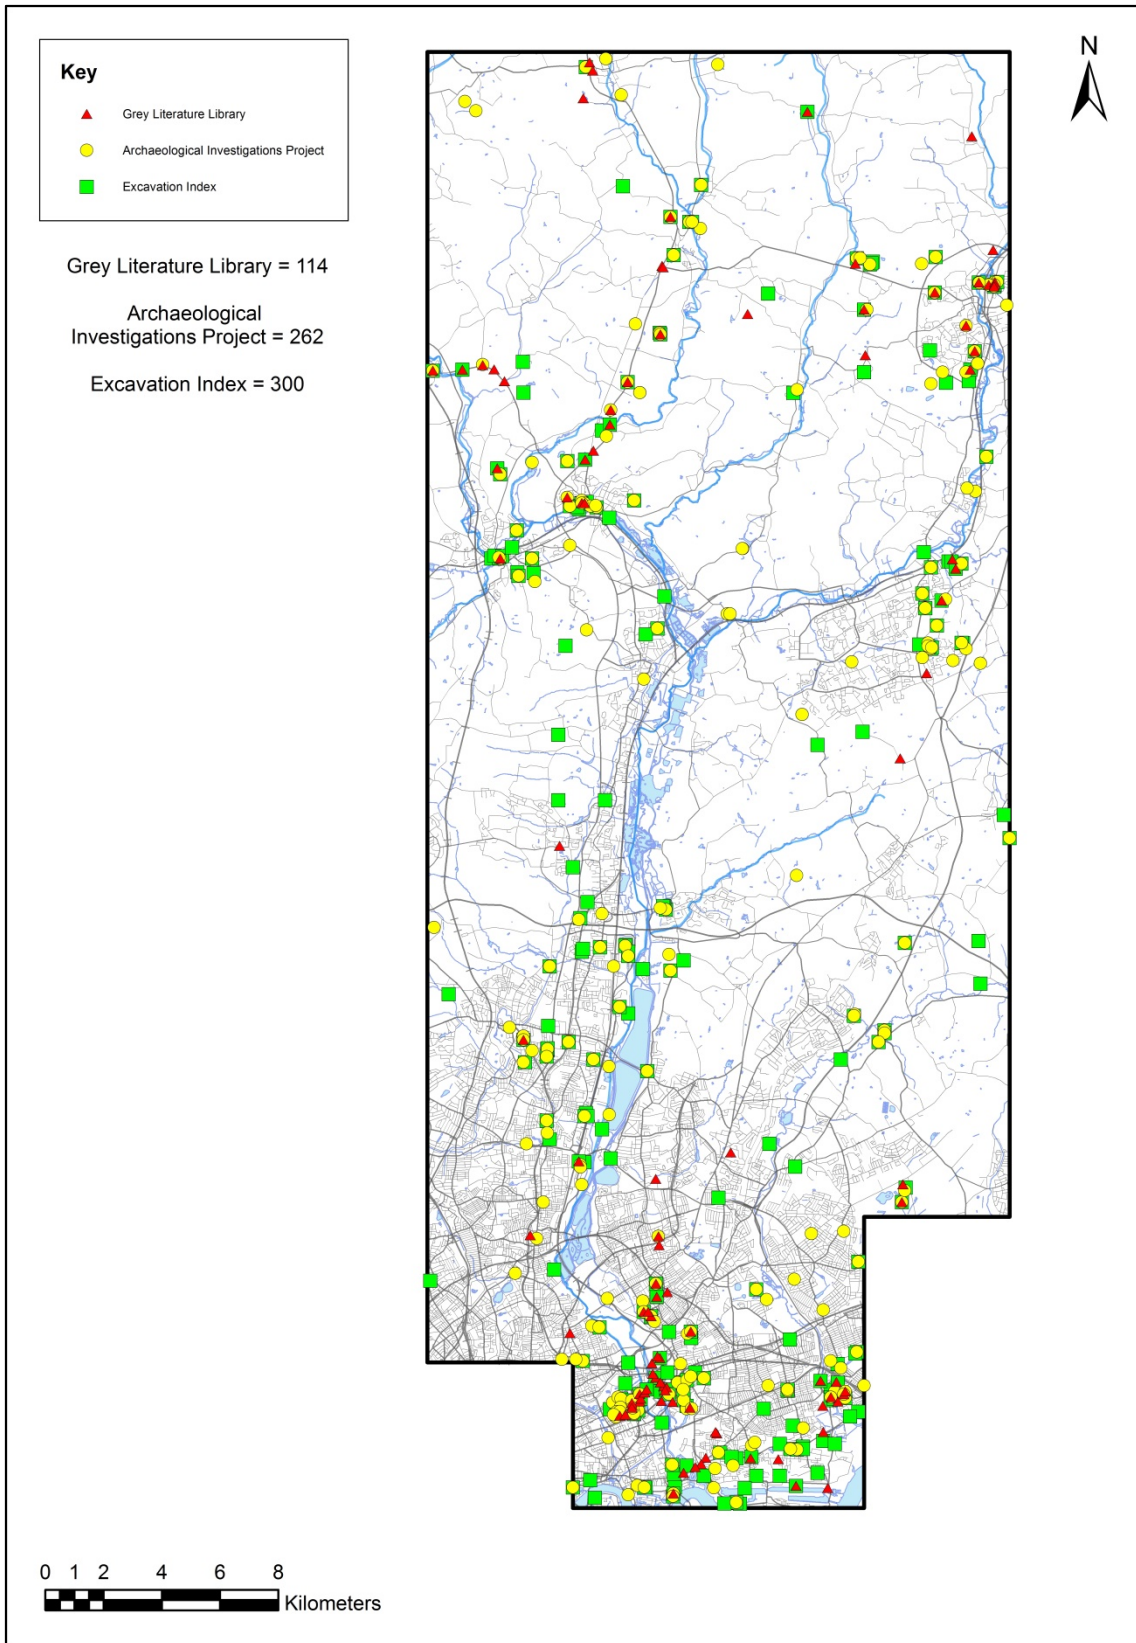 Key
Grey Literature Library
Archaeological Investigations Project
Excavation Index
Grey Literature Library = 114
Archaeological
Investigations Project = 262
Excavation Index = 300
N
0 1 2 4 6 8
Kilometers